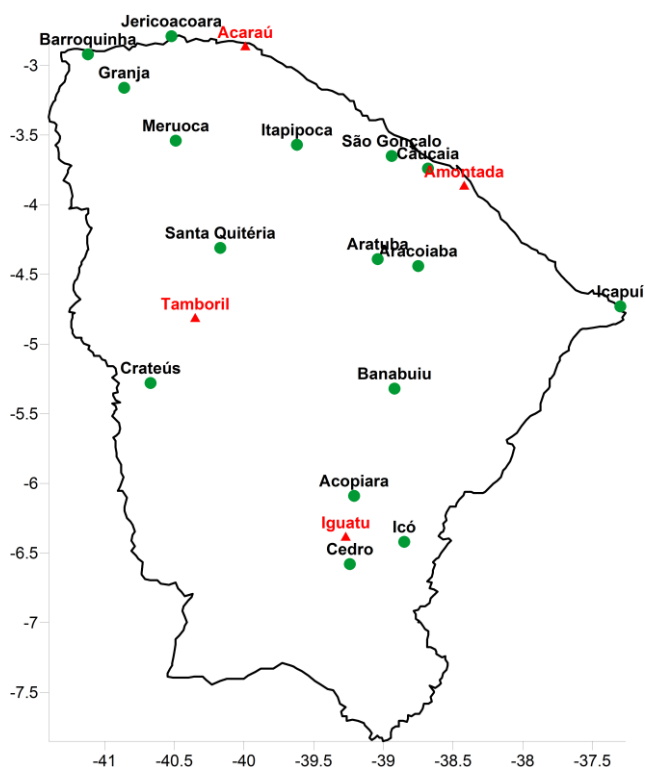 Jericoacoara
Acaraú
Barroquinha
-3
Granja
-3.5
Meruoca
Itapipoca
São Gonçalo
Caucaia
Amontada
-4
Santa Quitéria
Aratuba
Aracoiaba
-4.5
Icapuí
Tamboril
-5
Crateús
Banabuiu
-5.5
-6
Acopiara
Iguatu
Icó
-6.5
Cedro
-7
-7.5
-41
-40.5
-40
-39.5
-39
-38.5
-38
-37.5